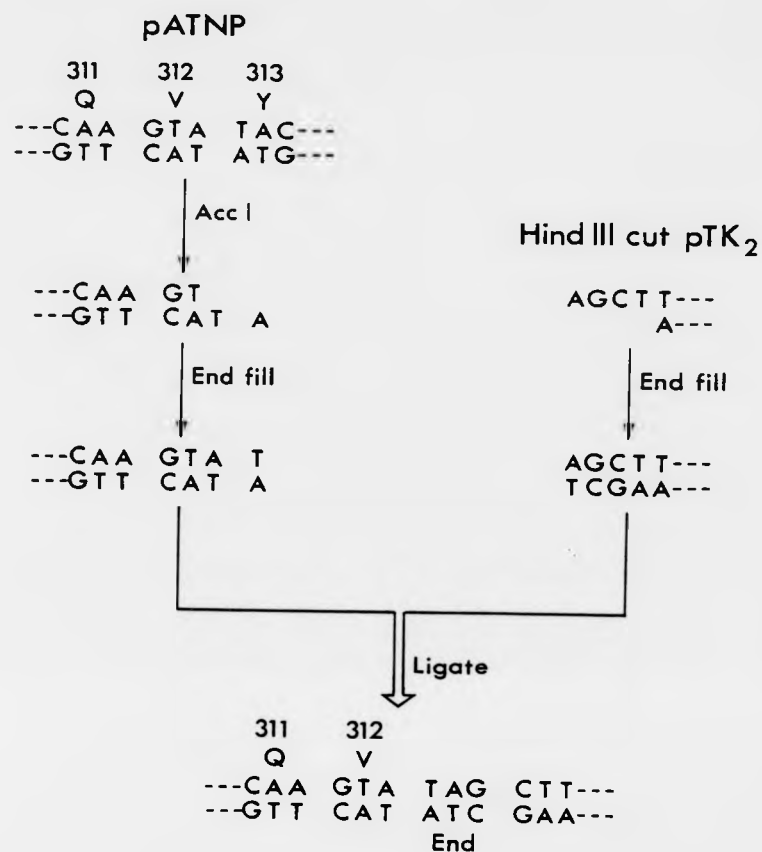 pATNP
311 312 313
Q V Y
---CAA GTA TAC---
---GTT CAT ATG---
Acc I
Hind III cut pTK2
---CAA GT
---GTT CAT A
AGCTT---
A---
End fill
End fill
---CAA GTA T
---GTT CAT A
AGCTT---
TCGAA---
Ligate
311 312
Q V
---CAA GTA TAG CTT---
---GTT CAT ATC GAA---
End